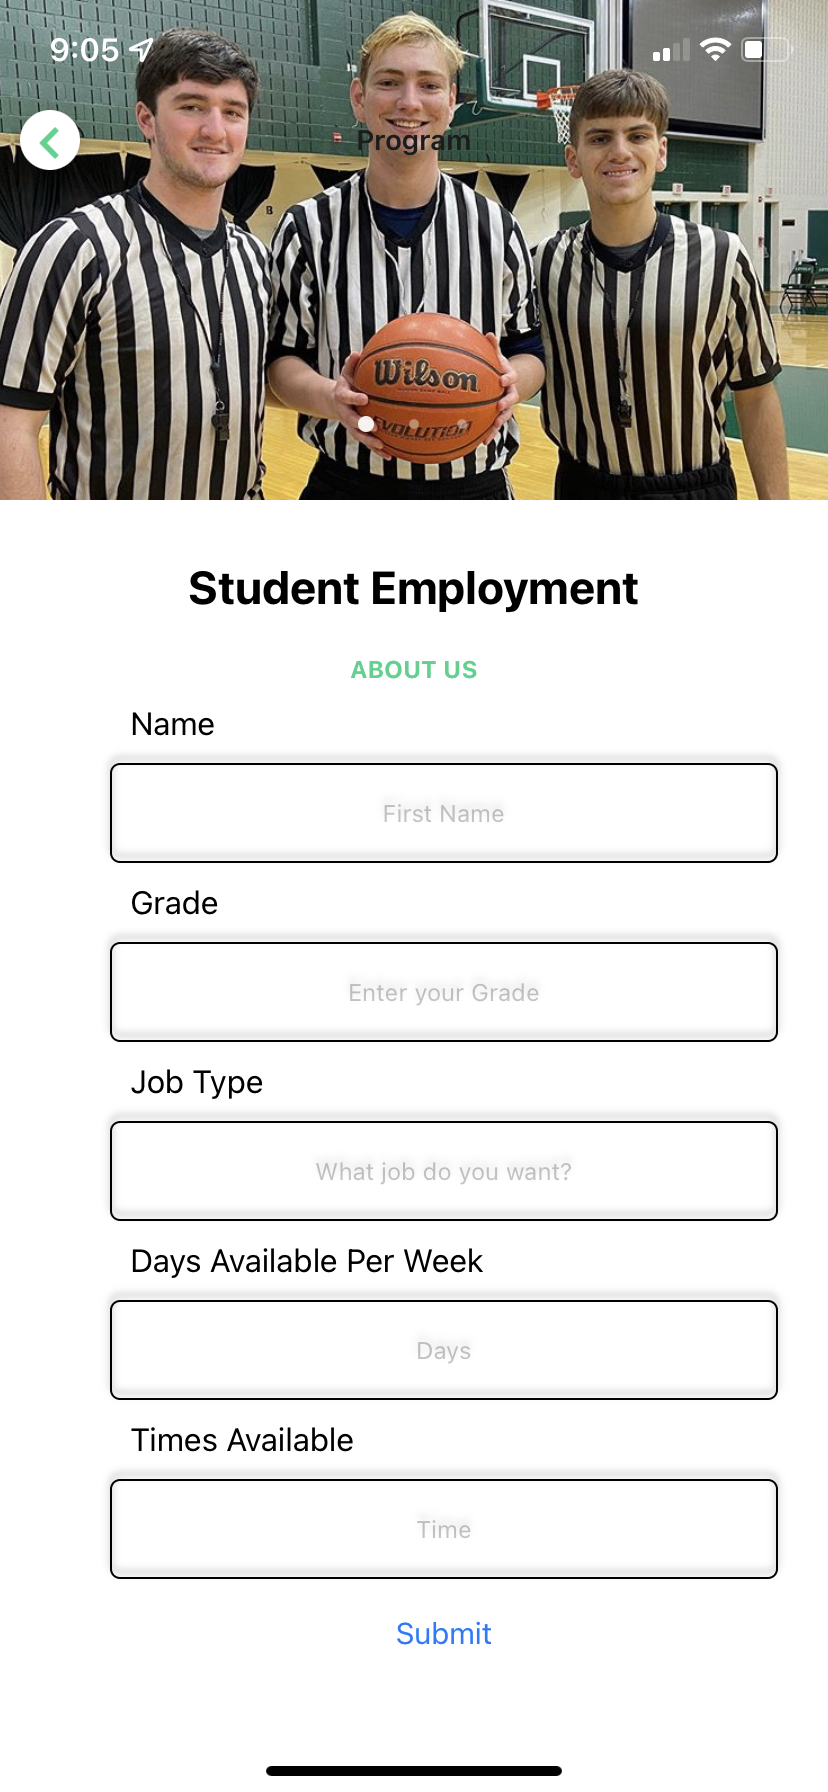 9:05
Program
B
Wilson
EVOLUTION
Student Employment
ABOUT US
Name
First Name
Grade
Enter your Grade
Job Type
What job do you want?
Days Available Per Week
Days
Times Available
Time
Submit